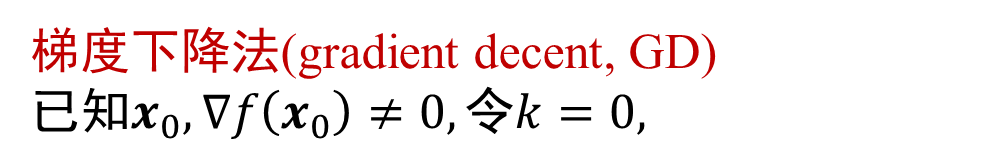 梯度下降法(gradient decent, GD)
已知𝒙₀, ∇f(𝒙₀) ≠ 0, 令k = 0,